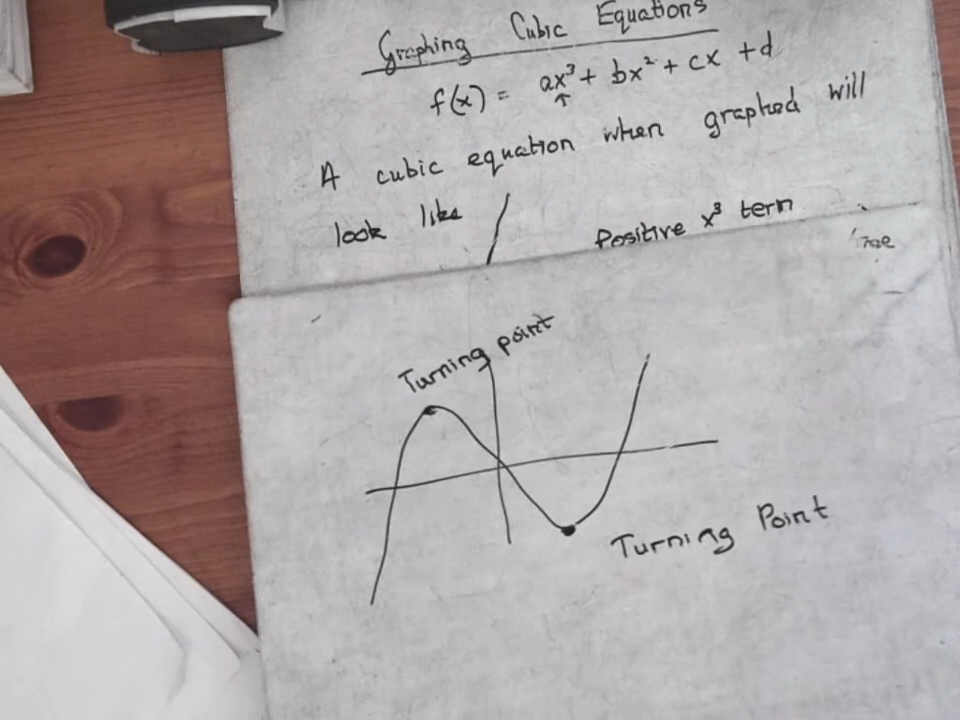 Graphing Cubic Equations
f(x) = ax³ + bx² + cx + d
A cubic equation when graphed will
look like
Positive x³ term
Turning point
Turning Point